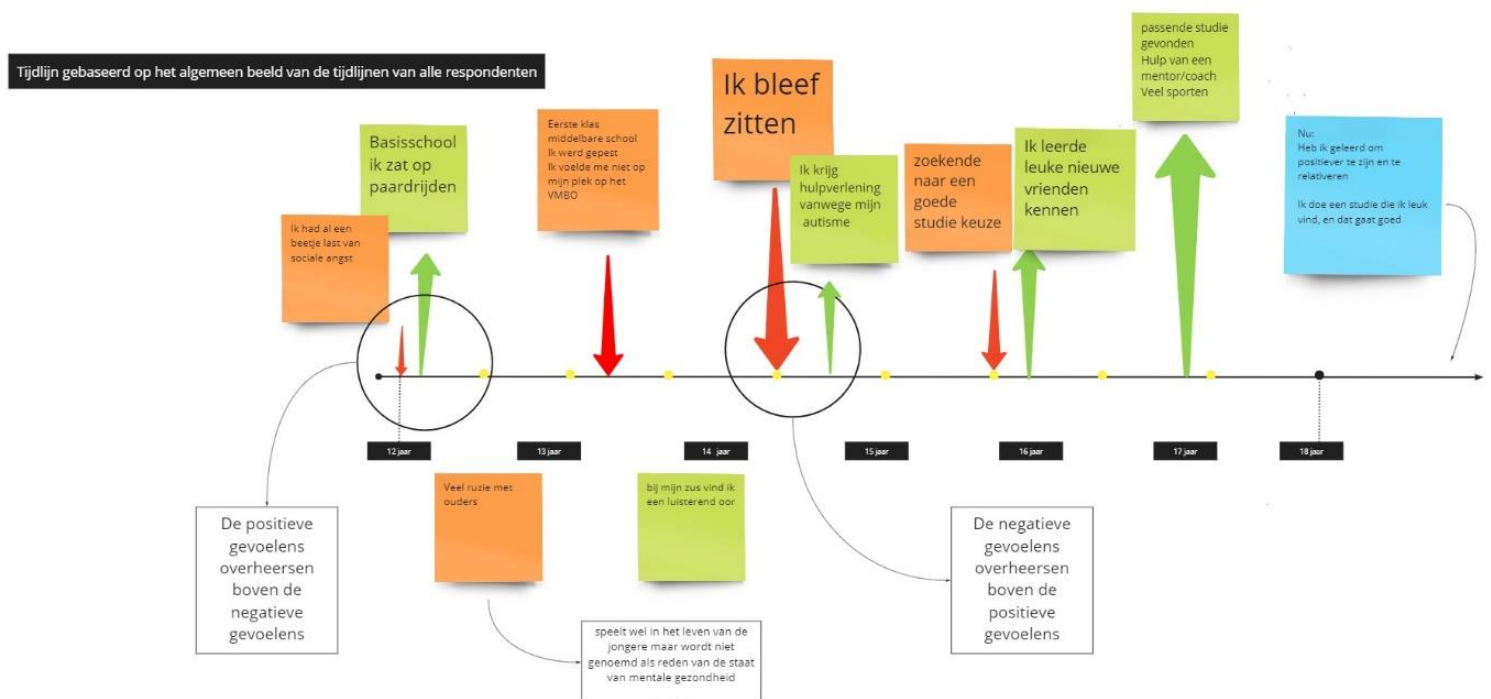 Tijdlijn gebaseerd op het algemeen beeld van de tijdlijnen van alle respondenten
Ik had al een
beetje last van
sociale angst
Basisschool
ik zat op
paardrijden
Eerste klas
middelbare school
Ik werd gepest
Ik voelde me niet op
mijn plek op het
VMBO
Ik bleef
zitten
Ik krijg
hulpverlening
vanwege mijn
autisme
zoekende
naar een
goede
studie keuze
Ik leerde
leuke nieuwe
vrienden
kennen
passende studie
gevonden
Hulp van een
mentor/coach
Veel sporten
Nu:
Heb ik geleerd om
positiever te zijn en te
relativeren
Ik doe een studie die ik leuk
vind, en dat gaat goed
12 jaar
13 jaar
14 jaar
15 jaar
16 jaar
17 jaar
18 jaar
De positieve
gevoelens
overheersen
boven de
negatieve
gevoelens
Veel ruzie met
ouders
bij mijn zus vind ik
een luisterend oor
speelt wel in het leven van de
jongere maar wordt niet
genoemd als reden van de staat
van mentale gezondheid
De negatieve
gevoelens
overheersen
boven de
positieve
gevoelens